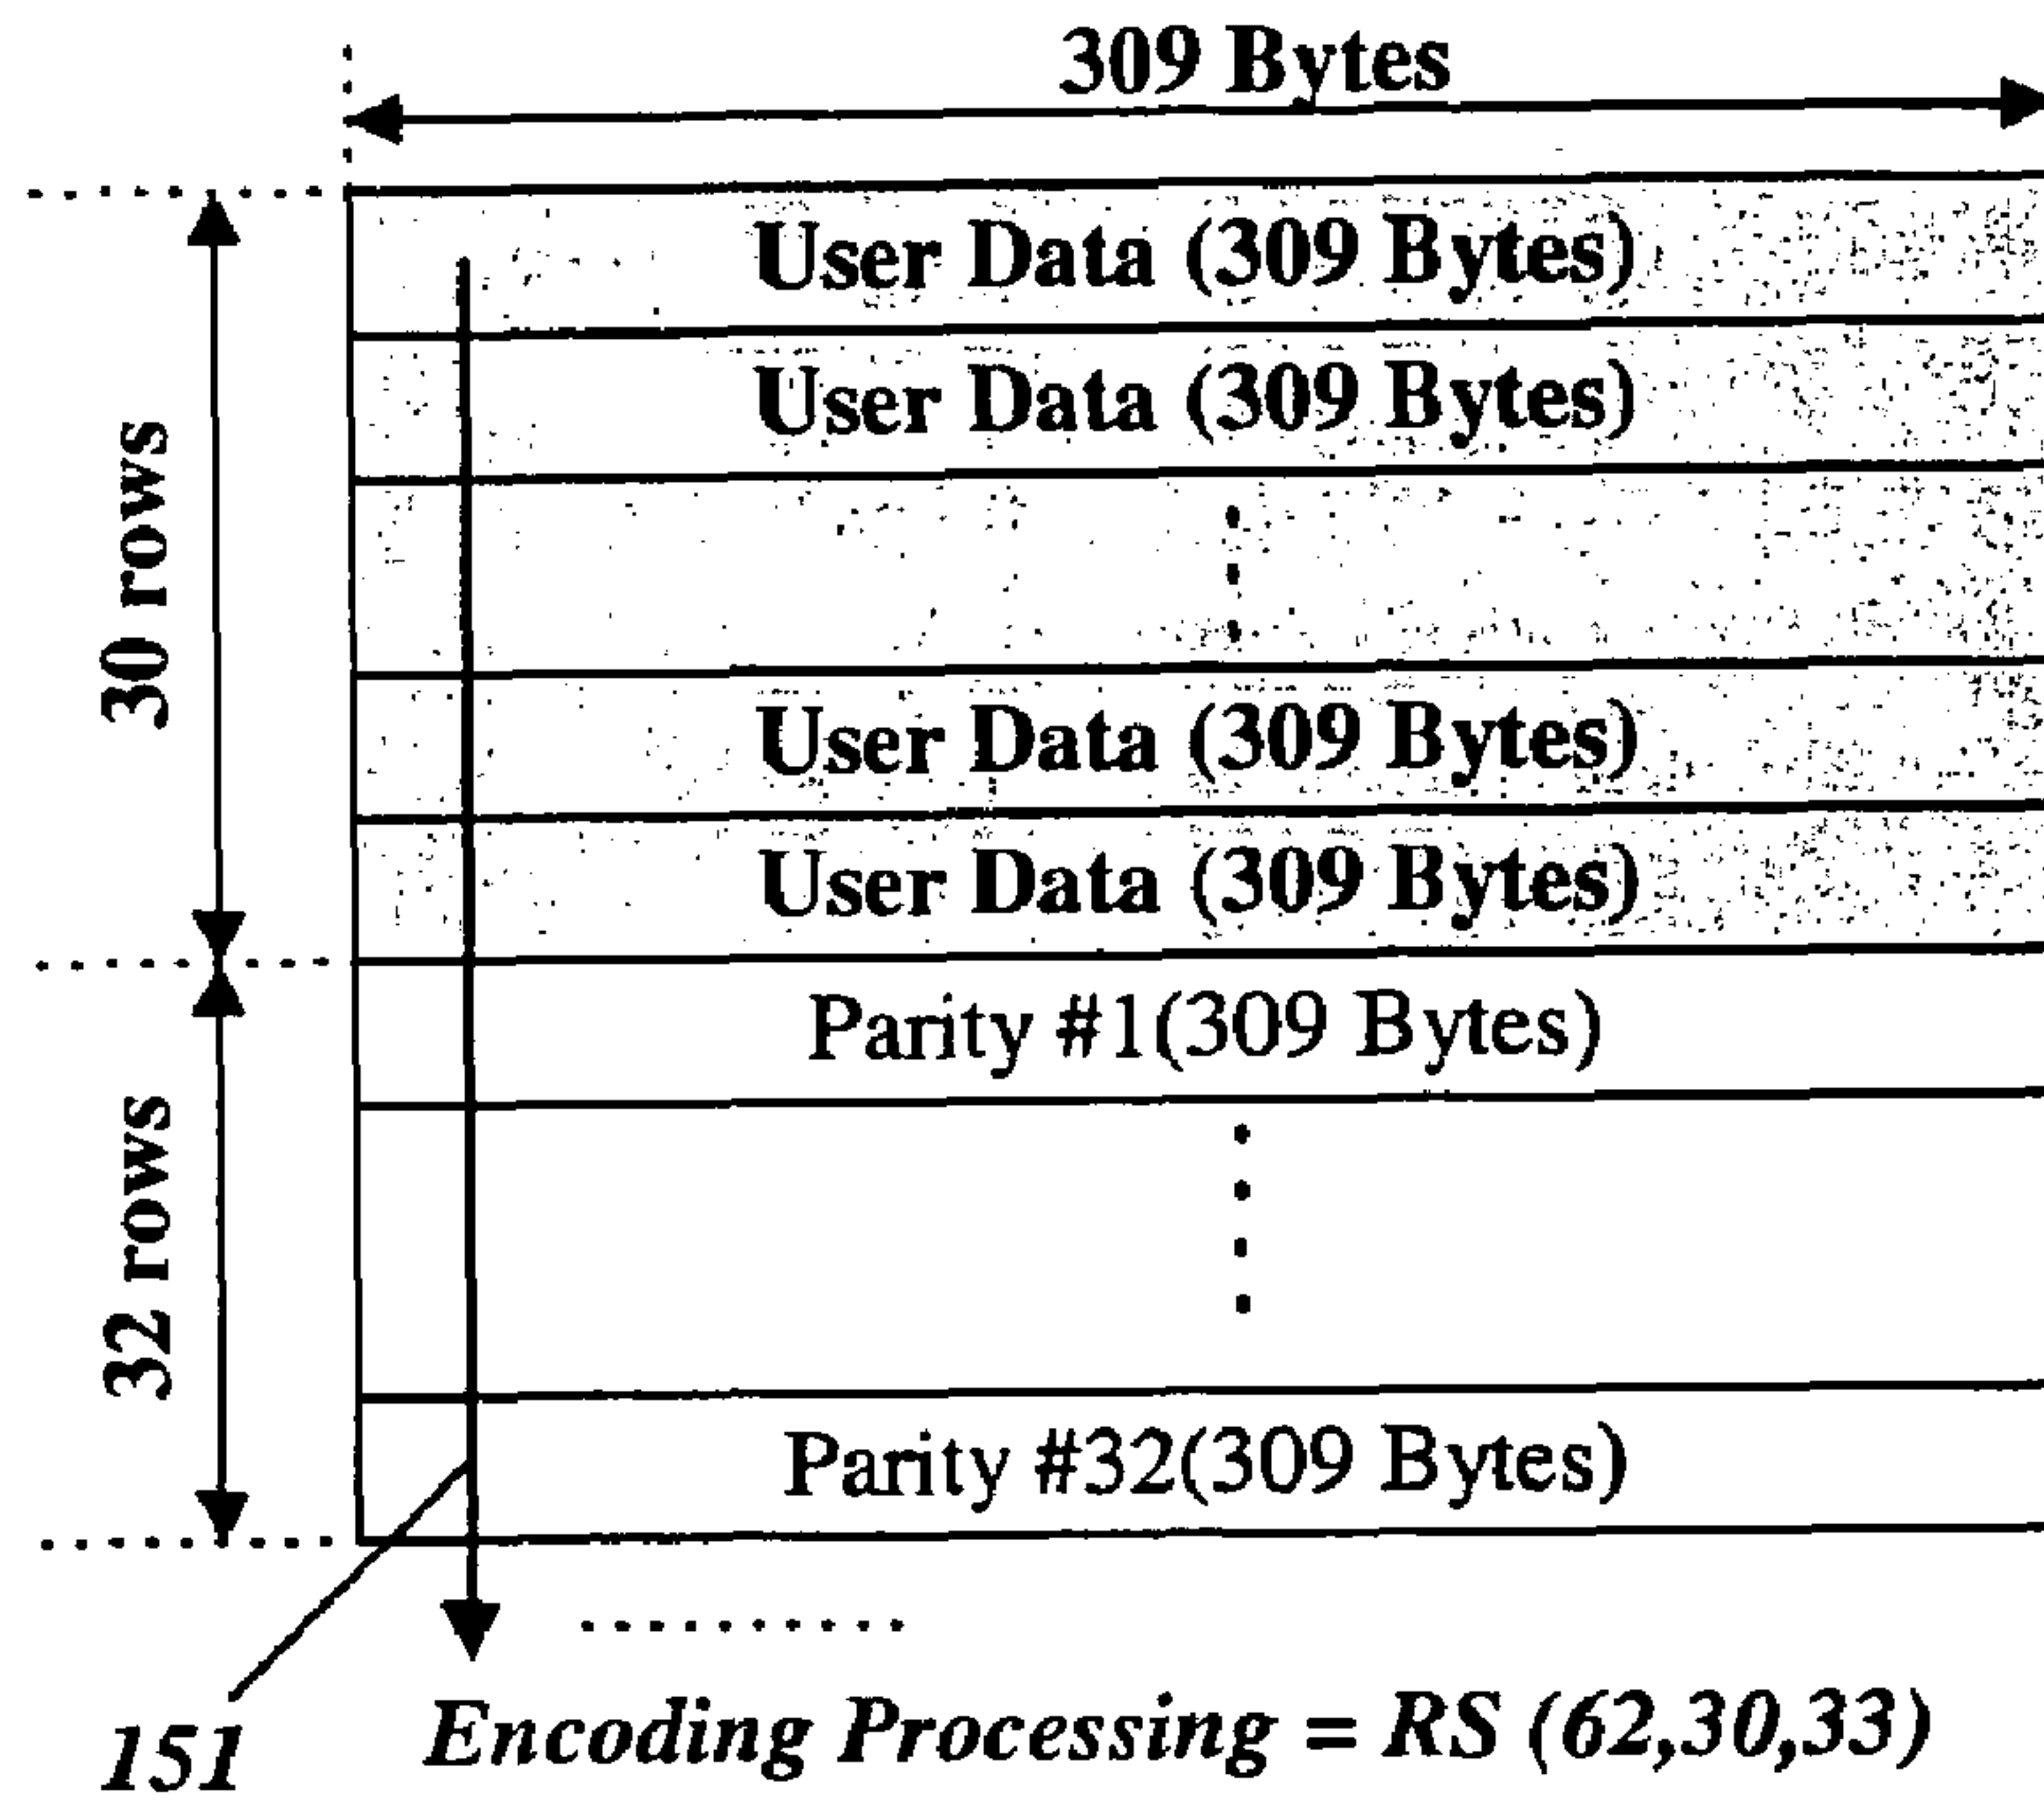 309 Bytes
User Data (309 Bytes)
User Data (309 Bytes)
30 rows
User Data (309 Bytes)
User Data (309 Bytes)
Parity #1(309 Bytes)
32 rows
Parity #32(309 Bytes)
151
Encoding Processing = RS (62,30,33)